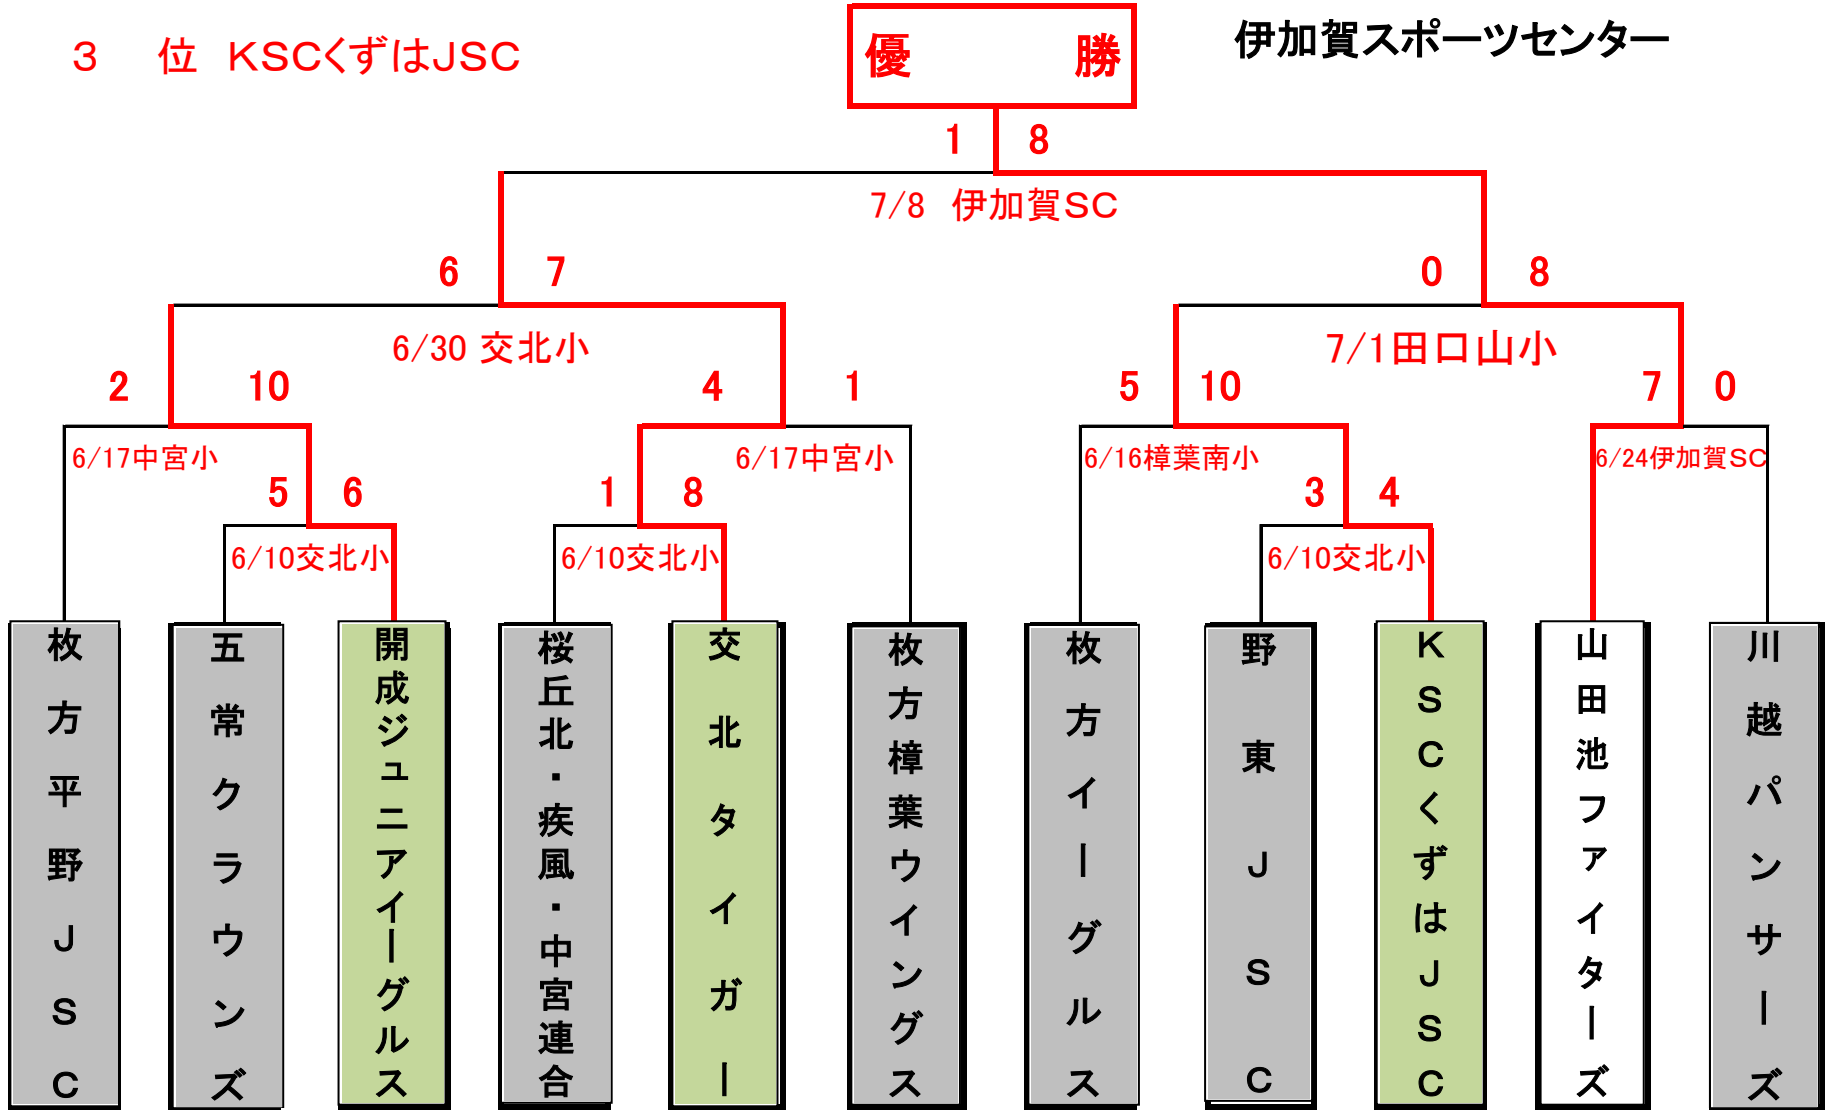 ３　位　ＫＳＣくずはＪＳＣ
優　勝
伊加賀スポーツセンター
1 8
7/8 伊加賀ＳＣ
6 7
0 8
6/30 交北小
7/1田口山小
2 10
4 1
5 10
7 0
6/17中宮小
6/17中宮小
6/16樟葉南小
6/24伊加賀ＳＣ
5 6
1 8
3 4
6/10交北小
6/10交北小
6/10交北小
枚方平野ＪＳＣ
五常クラウンズ
開成ジュニアイーグルス
桜丘北・疾風・中宮連合
交北タイガー
枚方樟葉ウイングス
枚方イーグルス
野東ＪＳＣ
ＫＳＣくずはＪＳＣ
山田池ファイターズ
川越パンサーズ